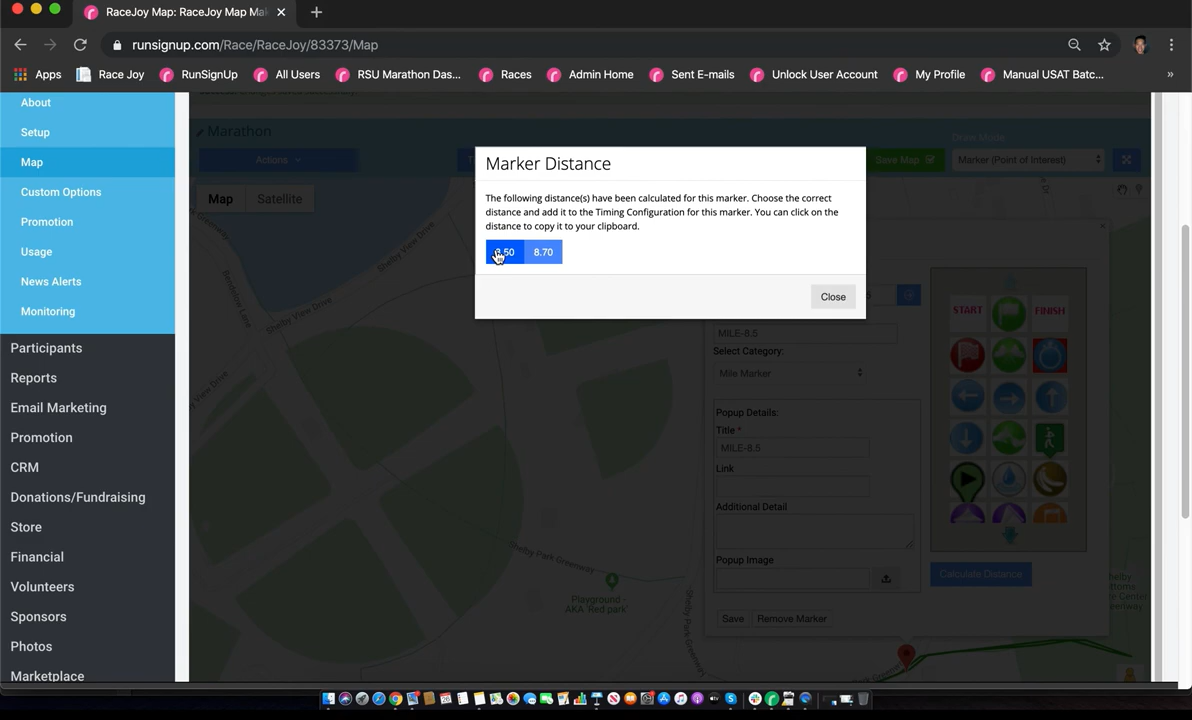 RaceJoy Map: RaceJoy Map Ma
runsignup.com/Race/RaceJoy/83373/Map
Apps Race Joy RunSignUp All Users RSU Marathon Das... Races Admin Home Sent E-mails Unlock User Account My Profile Manual USAT Batc... »
About
Setup
Map
Custom Options
Promotion
Usage
News Alerts
Monitoring
Participants
Reports
Email Marketing
Promotion
CRM
Donations/Fundraising
Store
Financial
Volunteers
Sponsors
Photos
Marketplace
Marathon
Actions
Save Map
Draw Mode
Marker (Point of Interest)
Map Satellite
Marker Distance
The following distance(s) have been calculated for this marker. Choose the correct
distance and add it to the Timing Configuration for this marker. You can click on the
distance to copy it to your clipboard.
8.70
Close
MILE-8.5
Select Category:
Mile Marker
Popup Details:
Title *
MILE-8.5
Link
Additional Detail
Popup Image
Save Remove Marker
START FINISH
Calculate Distance
Shelby View Drive
Shelby View Drive
Bendelow Lane
Shelby Park Greenway
Playground -
AKA 'Red park'